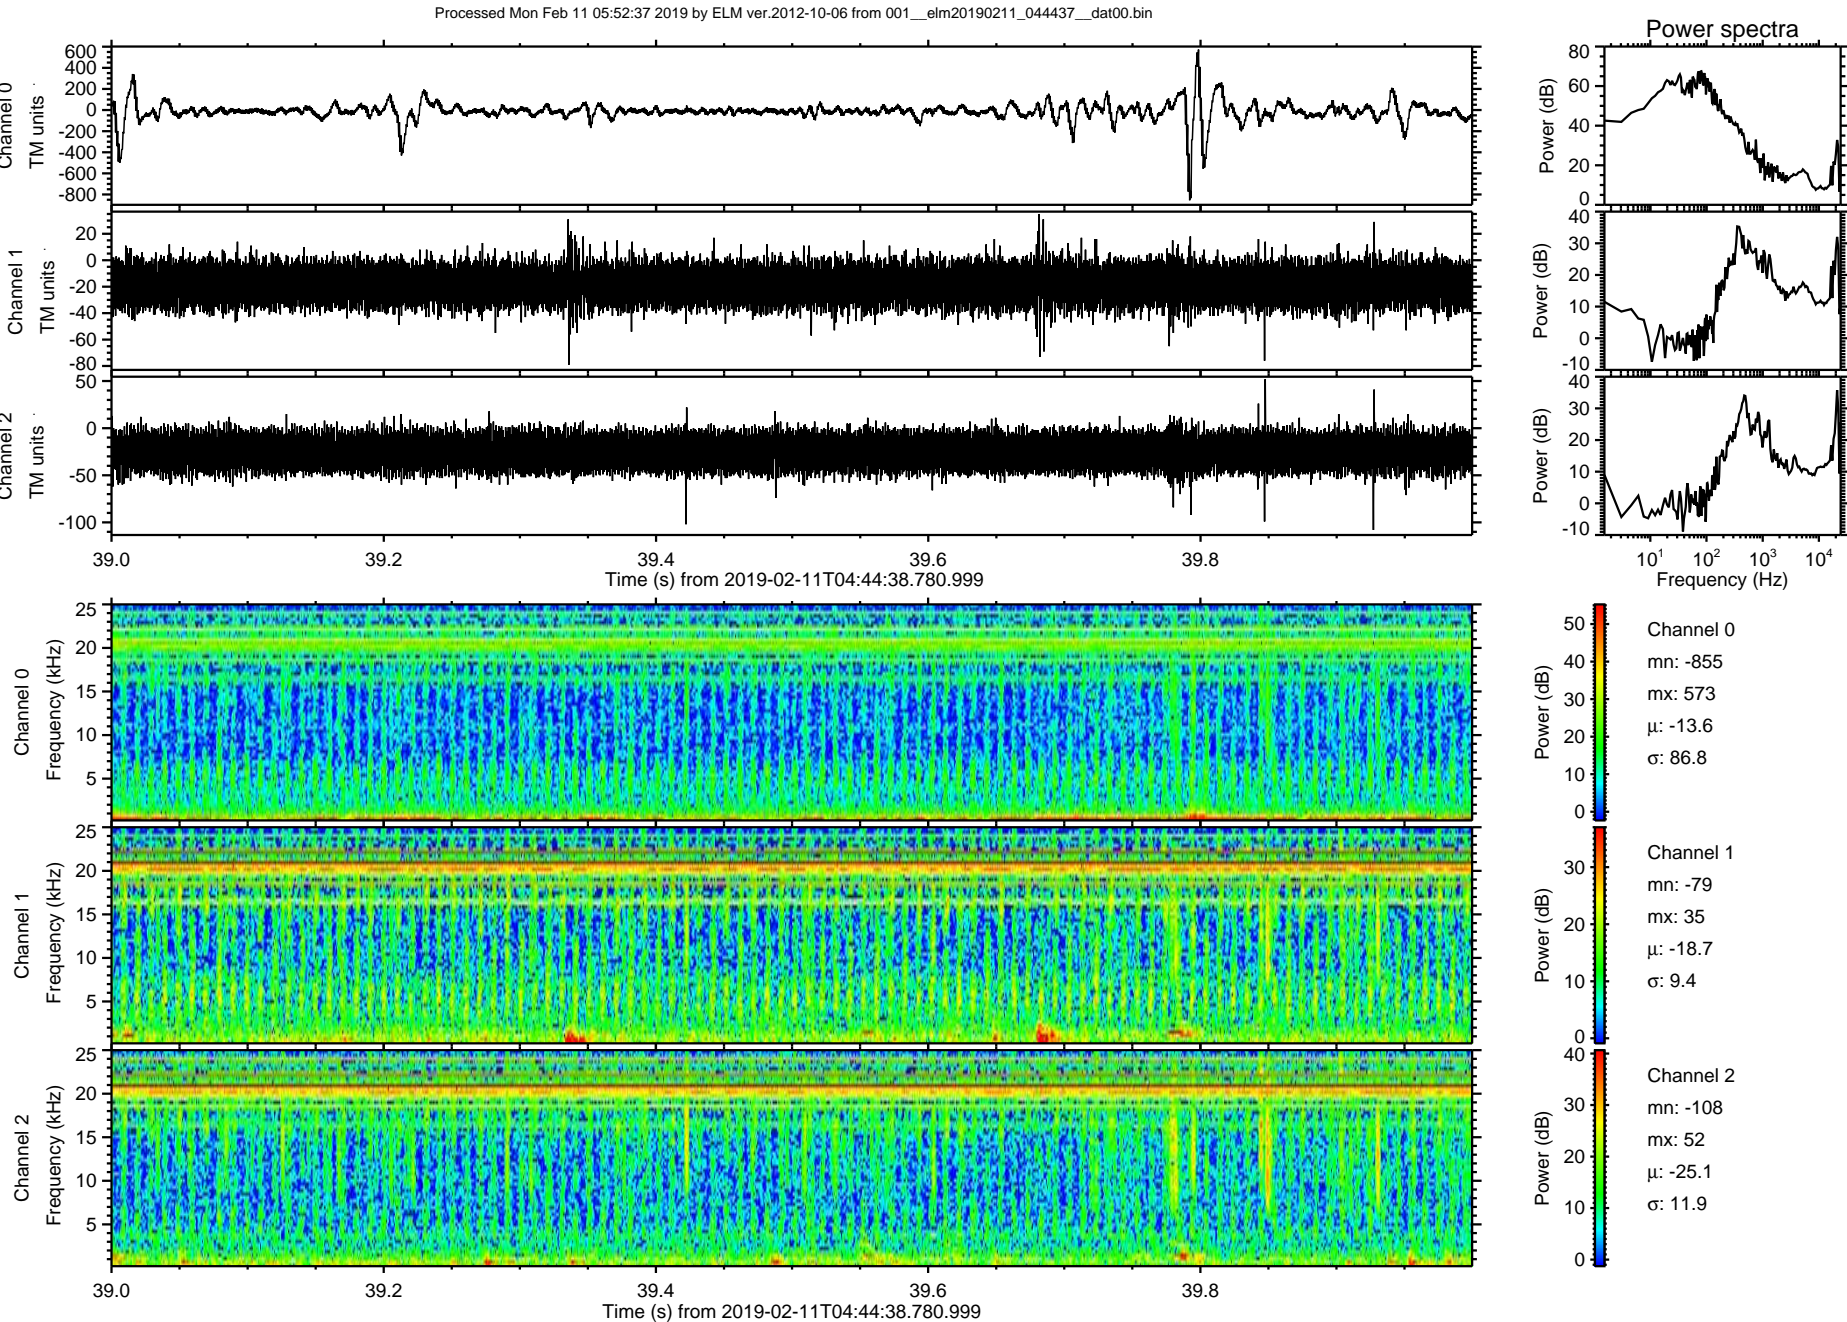 Processed Mon Feb 11 05:52:37 2019 by ELM ver.2012-10-06 from 001__elm20190211_044437__dat00.bin
Power spectra
Channel 0
TM units
600
400
200
0
-200
-400
-600
-800
Power (dB)
80
60
40
20
0
Channel 1
TM units
20
0
-20
-40
-60
-80
Power (dB)
40
30
20
10
0
-10
Channel 2
TM units
50
0
-50
-100
Power (dB)
40
30
20
10
0
-10
39.0 39.2 39.4 39.6 39.8
Time (s) from 2019-02-11T04:44:38.780.999
10¹ 10² 10³ 10⁴
Frequency (Hz)
Channel 0
Frequency (kHz)
25
20
15
10
5
Power (dB)
50
40
30
20
10
0
Channel 0
mn: -855
mx: 573
μ: -13.6
σ: 86.8
Channel 1
Frequency (kHz)
25
20
15
10
5
Power (dB)
30
20
10
0
Channel 1
mn: -79
mx: 35
μ: -18.7
σ: 9.4
Channel 2
Frequency (kHz)
25
20
15
10
5
Power (dB)
40
30
20
10
0
Channel 2
mn: -108
mx: 52
μ: -25.1
σ: 11.9
39.0 39.2 39.4 39.6 39.8
Time (s) from 2019-02-11T04:44:38.780.999